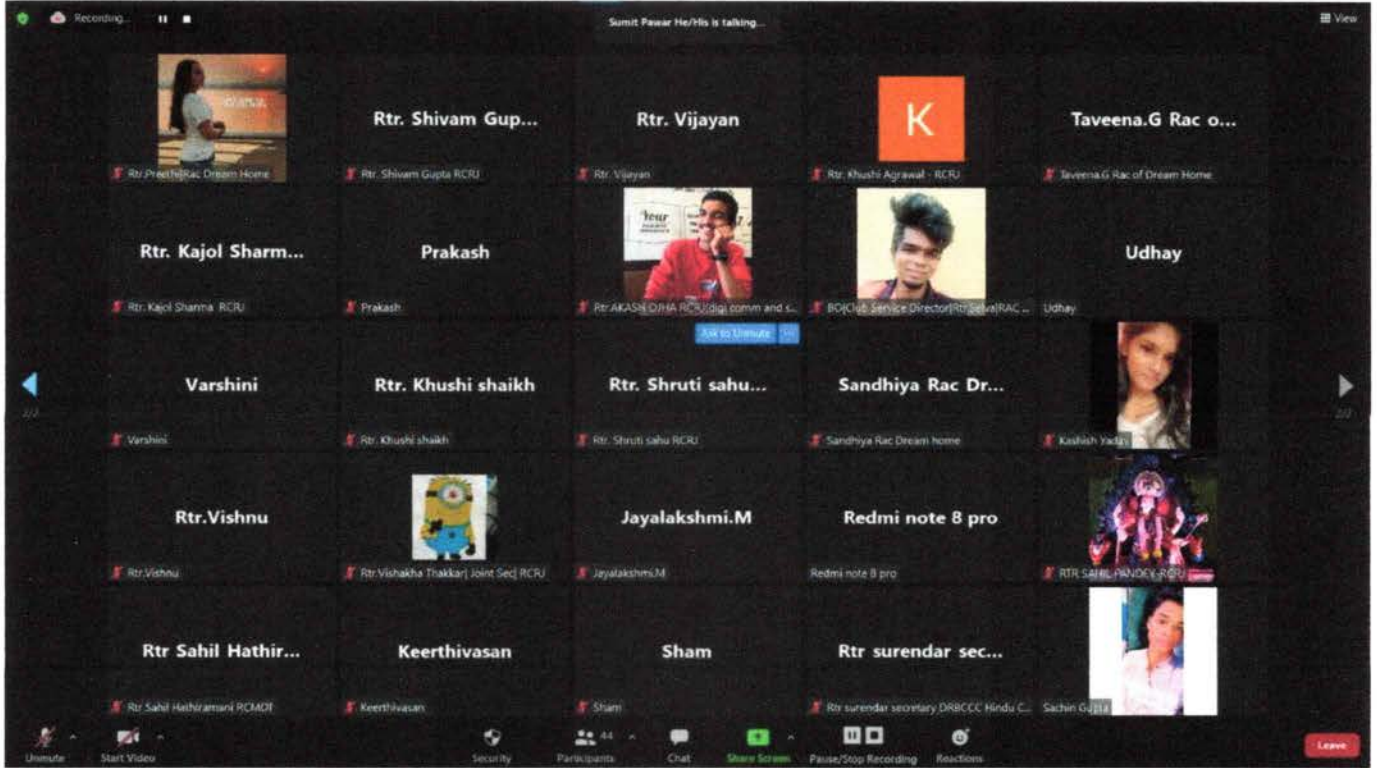 Recording...
Sumit Pawar He/His is talking...
View
Rtr.Preethi|Rac Dream Home
Rtr. Shivam Gup...
Rtr. Shivam Gupta RCRJ
Rtr. Vijayan
Rtr. Vijayan
K
Rtr. Khushi Agrawal - RCRJ
Taveena.G Rac o...
Taveena.G Rac of Dream Home
Rtr. Kajol Sharm...
Rtr. Kajol Sharma RCRJ
Prakash
Prakash
Your
Rtr.AKASH OJHA RCRJ|digi comm and s...
BOJ|Club Service Director|Rtr.Selva|RAC ...
Udhay
Udhay
Ask to Unmute
Varshini
Varshini
Rtr. Khushi shaikh
Rtr. Khushi shaikh
Rtr. Shruti sahu...
Rtr. Shruti sahu RCRJ
Sandhiya Rac Dr...
Sandhiya Rac Dream home
Kashish Yadav
2/2
2/2
Rtr.Vishnu
Rtr.Vishnu
Rtr.Vishakha Thakkar| Joint Sec| RCRJ
Jayalakshmi.M
Jayalakshmi.M
Redmi note 8 pro
Redmi note 8 pro
RTR SAHIL PANDEY-RCRJ
Rtr Sahil Hathir...
Rtr Sahil Hathiramani RCMDT
Keerthivasan
Keerthivasan
Sham
Sham
Rtr surendar sec...
Rtr surendar secretary DRBCCC Hindu C...
Sachin Gupta
Unmute
Start Video
Security
44
Participants
Chat
Share Screen
Pause/Stop Recording
Reactions
Leave